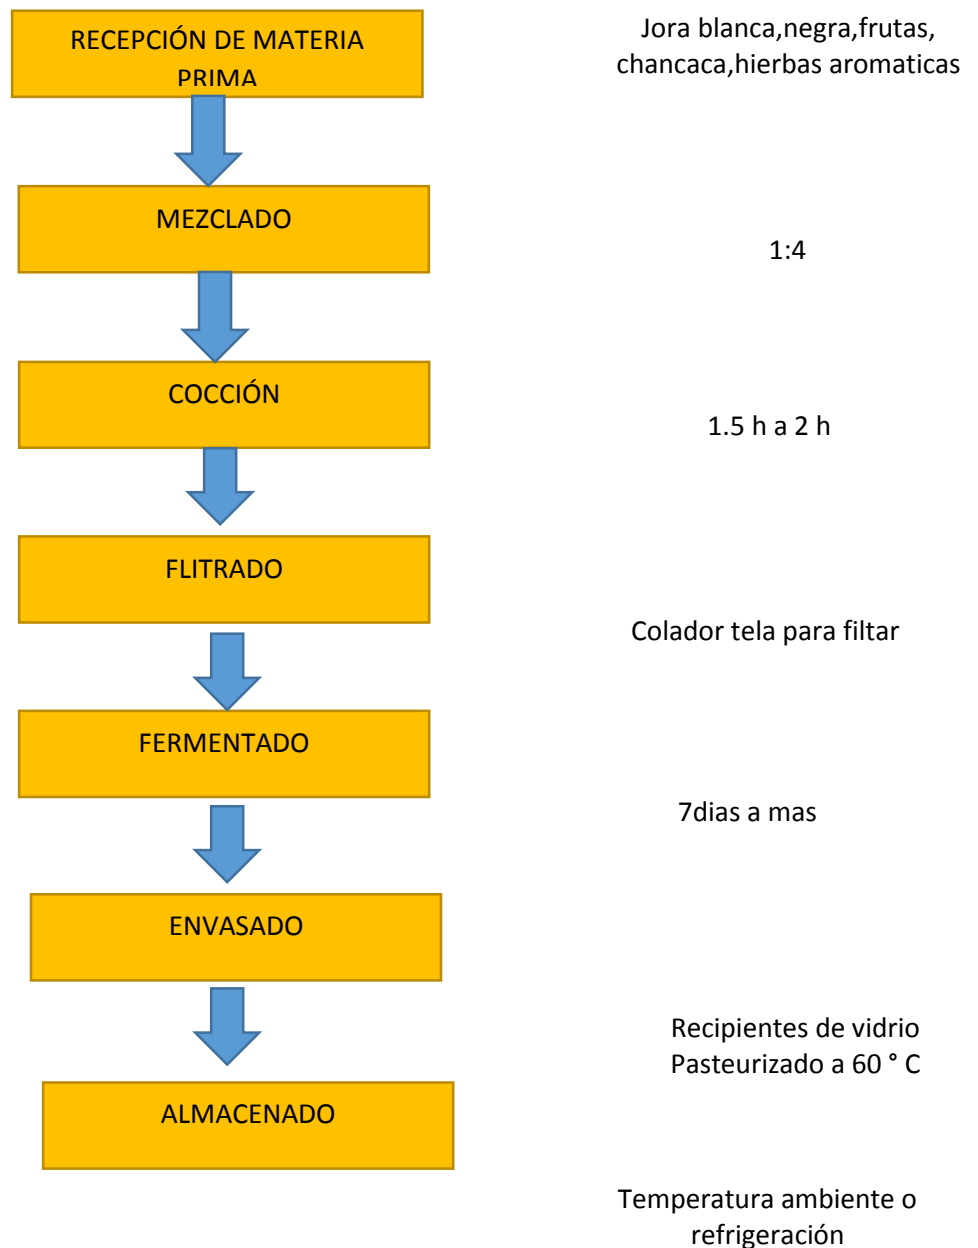 RECEPCIÓN DE MATERIA
PRIMA
Jora blanca,negra,frutas,
chancaca,hierbas aromaticas
MEZCLADO
1:4
COCCIÓN
1.5 h a 2 h
FLITRADO
Colador tela para filtar
FERMENTADO
7dias a mas
ENVASADO
Recipientes de vidrio
Pasteurizado a 60 ° C
ALMACENADO
Temperatura ambiente o
refrigeración